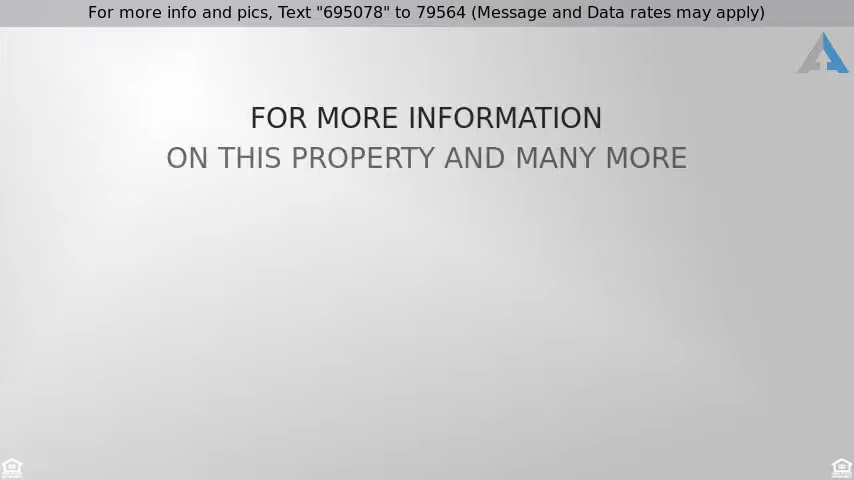 For more info and pics, Text "695078" to 79564 (Message and Data rates may apply)
FOR MORE INFORMATION
ON THIS PROPERTY AND MANY MORE